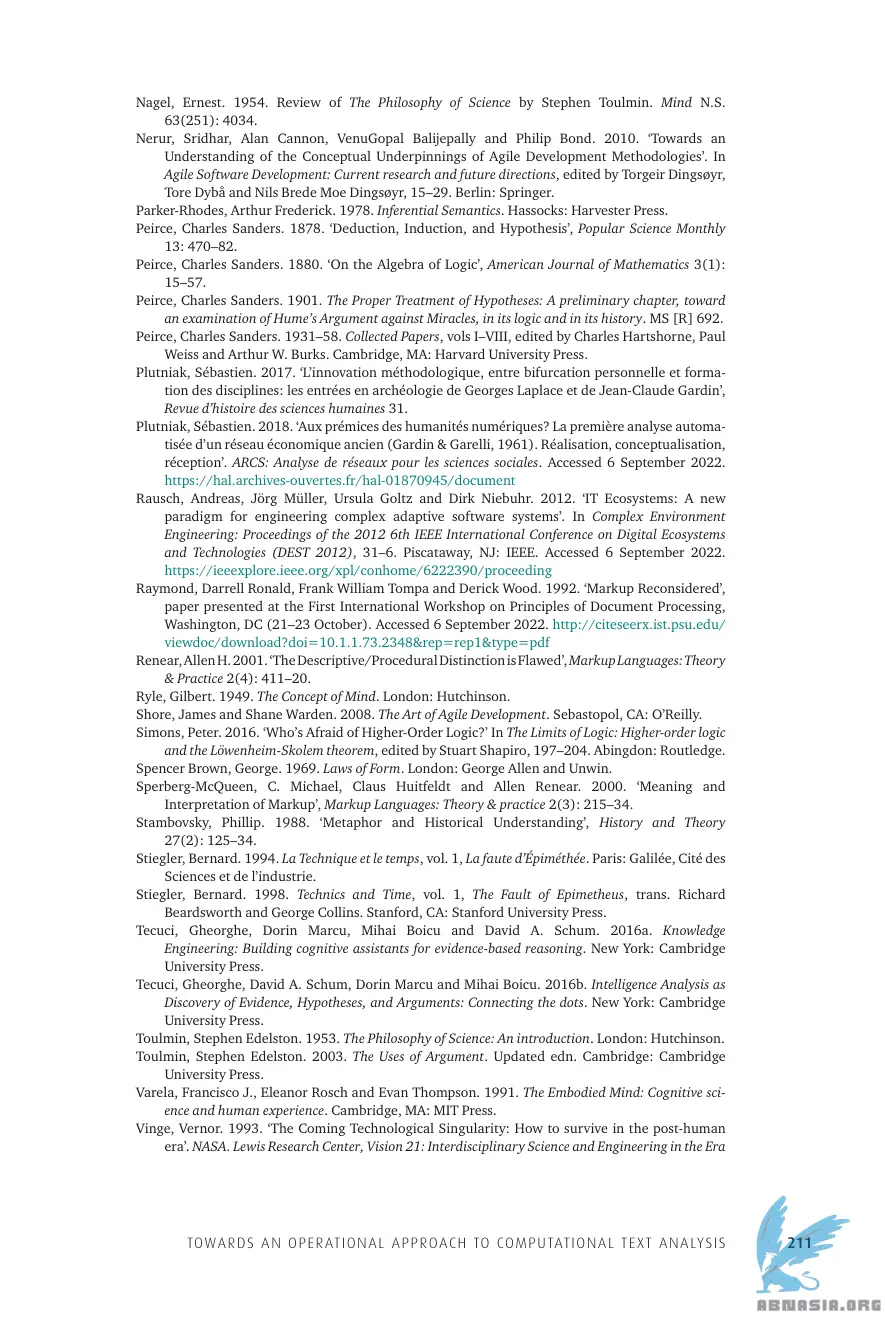 Nagel, Ernest. 1954. Review of The Philosophy of Science by Stephen Toulmin. Mind N.S.
63(251): 4034.
Nerur, Sridhar, Alan Cannon, VenuGopal Balijepally and Philip Bond. 2010. ‘Towards an
Understanding of the Conceptual Underpinnings of Agile Development Methodologies’. In
Agile Software Development: Current research and future directions, edited by Torgeir Dingsøyr,
Tore Dybå and Nils Brede Moe Dingsøyr, 15–29. Berlin: Springer.
Parker-Rhodes, Arthur Frederick. 1978. Inferential Semantics. Hassocks: Harvester Press.
Peirce, Charles Sanders. 1878. ‘Deduction, Induction, and Hypothesis’, Popular Science Monthly
13: 470–82.
Peirce, Charles Sanders. 1880. ‘On the Algebra of Logic’, American Journal of Mathematics 3(1):
15–57.
Peirce, Charles Sanders. 1901. The Proper Treatment of Hypotheses: A preliminary chapter, toward
an examination of Hume’s Argument against Miracles, in its logic and in its history. MS [R] 692.
Peirce, Charles Sanders. 1931–58. Collected Papers, vols I–VIII, edited by Charles Hartshorne, Paul
Weiss and Arthur W. Burks. Cambridge, MA: Harvard University Press.
Plutniak, Sébastien. 2017. ‘L’innovation méthodologique, entre bifurcation personnelle et forma-
tion des disciplines: les entrées en archéologie de Georges Laplace et de Jean-Claude Gardin’,
Revue d’histoire des sciences humaines 31.
Plutniak, Sébastien. 2018. ‘Aux prémices des humanités numériques? La première analyse automa-
tisée d’un réseau économique ancien (Gardin & Garelli, 1961). Réalisation, conceptualisation,
réception’. ARCS: Analyse de réseaux pour les sciences sociales. Accessed 6 September 2022.
https://hal.archives-ouvertes.fr/hal-01870945/document
Rausch, Andreas, Jörg Müller, Ursula Goltz and Dirk Niebuhr. 2012. ‘IT Ecosystems: A new
paradigm for engineering complex adaptive software systems’. In Complex Environment
Engineering: Proceedings of the 2012 6th IEEE International Conference on Digital Ecosystems
and Technologies (DEST 2012), 31–6. Piscataway, NJ: IEEE. Accessed 6 September 2022.
https://ieeexplore.ieee.org/xpl/conhome/6222390/proceeding
Raymond, Darrell Ronald, Frank William Tompa and Derick Wood. 1992. ‘Markup Reconsidered’,
paper presented at the First International Workshop on Principles of Document Processing,
Washington, DC (21–23 October). Accessed 6 September 2022. http://citeseerx.ist.psu.edu/
viewdoc/download?doi=10.1.1.73.2348&rep=rep1&type=pdf
Renear, Allen H. 2001. ‘The Descriptive/Procedural Distinction is Flawed’, Markup Languages: Theory
& Practice 2(4): 411–20.
Ryle, Gilbert. 1949. The Concept of Mind. London: Hutchinson.
Shore, James and Shane Warden. 2008. The Art of Agile Development. Sebastopol, CA: O’Reilly.
Simons, Peter. 2016. ‘Who’s Afraid of Higher-Order Logic?’ In The Limits of Logic: Higher-order logic
and the Löwenheim-Skolem theorem, edited by Stuart Shapiro, 197–204. Abingdon: Routledge.
Spencer Brown, George. 1969. Laws of Form. London: George Allen and Unwin.
Sperberg-McQueen, C. Michael, Claus Huitfeldt and Allen Renear. 2000. ‘Meaning and
Interpretation of Markup’, Markup Languages: Theory & practice 2(3): 215–34.
Stambovsky, Phillip. 1988. ‘Metaphor and Historical Understanding’, History and Theory
27(2): 125–34.
Stiegler, Bernard. 1994. La Technique et le temps, vol. 1, La faute d’Épiméthée. Paris: Galilée, Cité des
Sciences et de l’industrie.
Stiegler, Bernard. 1998. Technics and Time, vol. 1, The Fault of Epimetheus, trans. Richard
Beardsworth and George Collins. Stanford, CA: Stanford University Press.
Tecuci, Gheorghe, Dorin Marcu, Mihai Boicu and David A. Schum. 2016a. Knowledge
Engineering: Building cognitive assistants for evidence-based reasoning. New York: Cambridge
University Press.
Tecuci, Gheorghe, David A. Schum, Dorin Marcu and Mihai Boicu. 2016b. Intelligence Analysis as
Discovery of Evidence, Hypotheses, and Arguments: Connecting the dots. New York: Cambridge
University Press.
Toulmin, Stephen Edelston. 1953. The Philosophy of Science: An introduction. London: Hutchinson.
Toulmin, Stephen Edelston. 2003. The Uses of Argument. Updated edn. Cambridge: Cambridge
University Press.
Varela, Francisco J., Eleanor Rosch and Evan Thompson. 1991. The Embodied Mind: Cognitive sci-
ence and human experience. Cambridge, MA: MIT Press.
Vinge, Vernor. 1993. ‘The Coming Technological Singularity: How to survive in the post-human
era’. NASA. Lewis Research Center, Vision 21: Interdisciplinary Science and Engineering in the Era
TOWARDS AN OPERATIONAL APPROACH TO COMPUTATIONAL TEXT ANALYSIS 211
ABNASIA.ORG